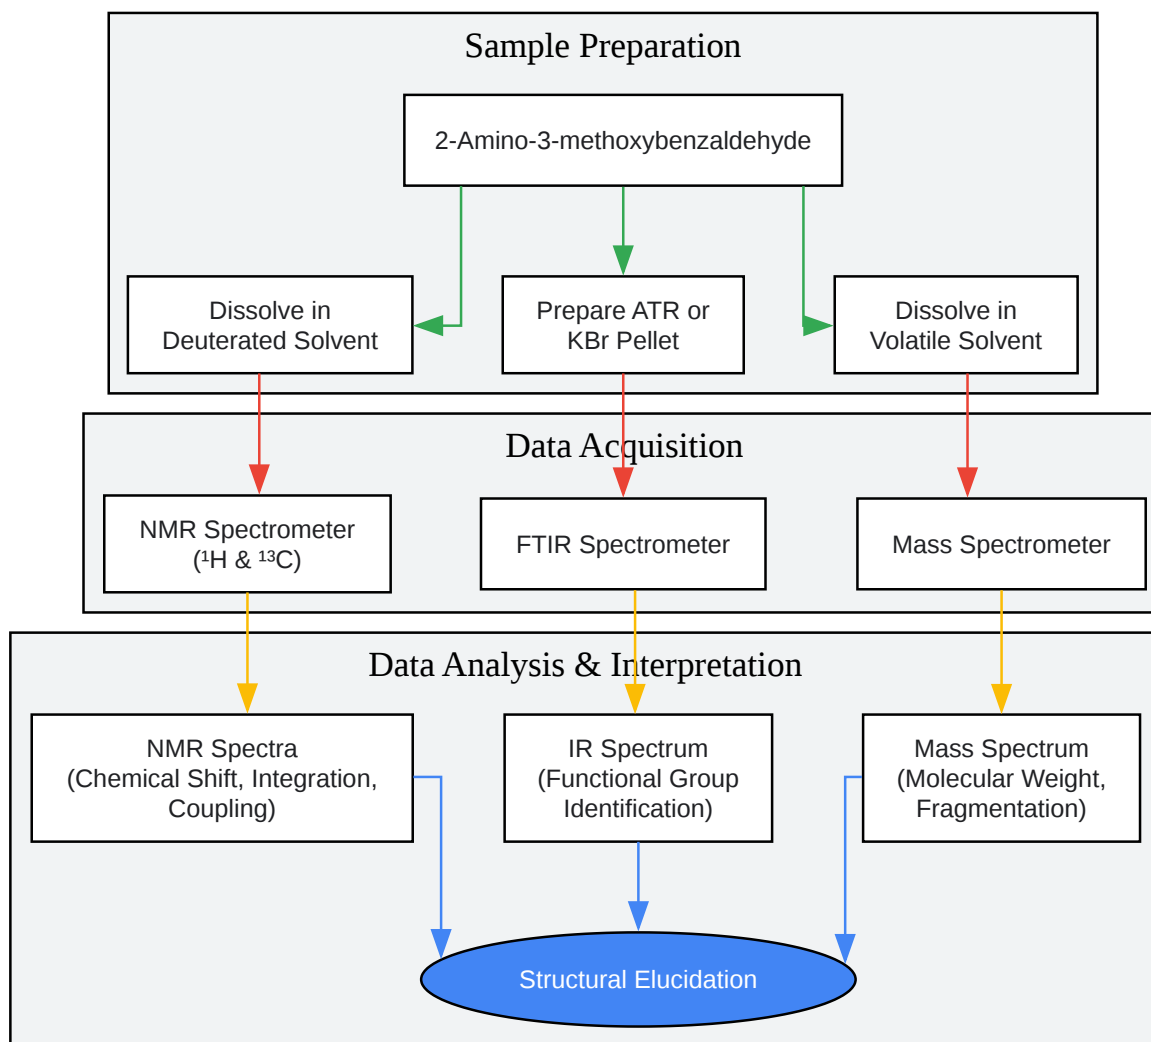 Sample Preparation
2-Amino-3-methoxybenzaldehyde
Dissolve in
Deuterated Solvent
Prepare ATR or
KBr Pellet
Dissolve in
Volatile Solvent
Data Acquisition
NMR Spectrometer
(¹H & ¹³C)
FTIR Spectrometer
Mass Spectrometer
Data Analysis & Interpretation
NMR Spectra
(Chemical Shift, Integration,
Coupling)
IR Spectrum
(Functional Group
Identification)
Mass Spectrum
(Molecular Weight,
Fragmentation)
Structural Elucidation